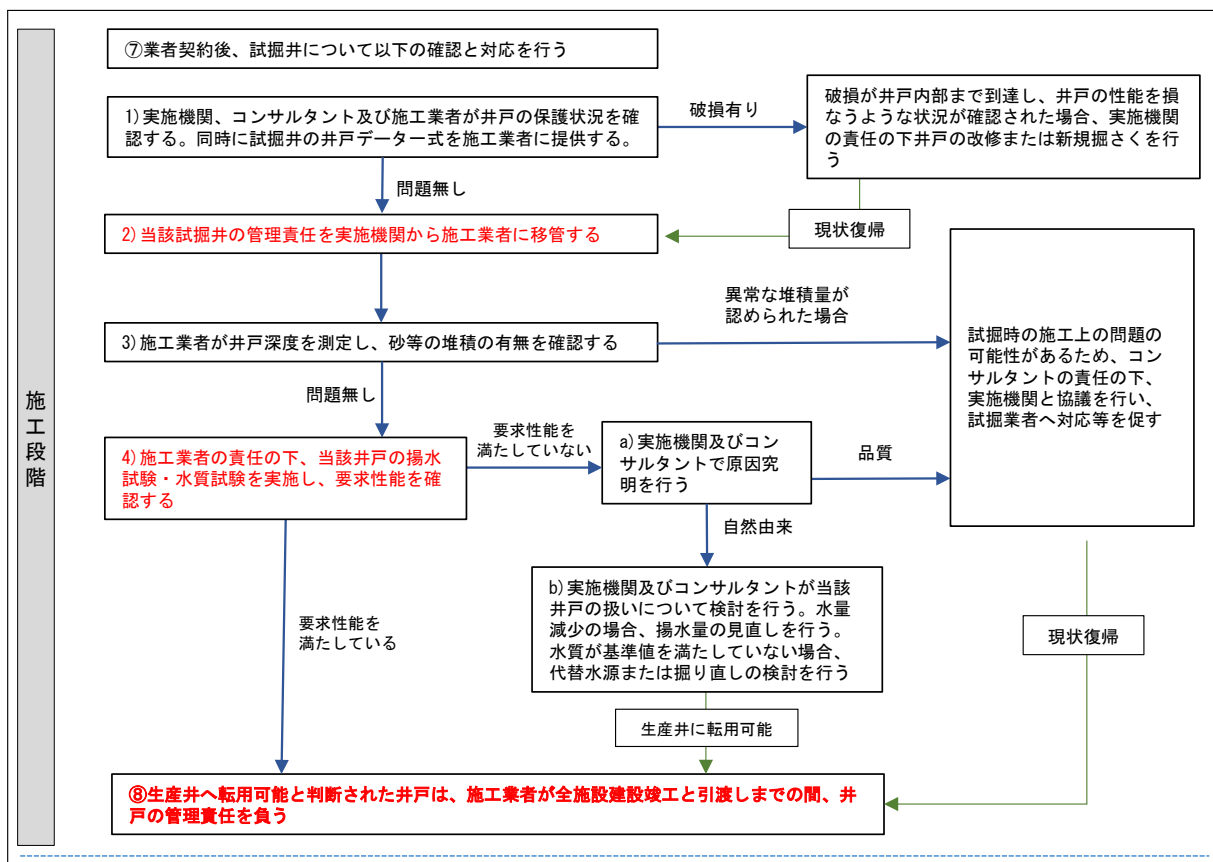 施工段階
⑦業者契約後、試掘井について以下の確認と対応を行う
1)実施機関、コンサルタント及び施工業者が井戸の保護状況を確
認する。同時に試掘井の井戸データ一式を施工業者に提供する。
破損有り
破損が井戸内部まで到達し、井戸の性能を損
なうような状況が確認された場合、実施機関
の責任の下井戸の改修または新規掘さくを行
う
問題無し
現状復帰
2)当該試掘井の管理責任を実施機関から施工業者に移管する
異常な堆積量が
認められた場合
3)施工業者が井戸深度を測定し、砂等の堆積の有無を確認する
試掘時の施工上の問題の
可能性があるため、コン
サルタントの責任の下、
実施機関と協議を行い、
試掘業者へ対応等を促す
問題無し
要求性能を
満たしていない
4)施工業者の責任の下、当該井戸の揚水
試験・水質試験を実施し、要求性能を確
認する
a)実施機関及びコ
ンサルタントで原因究
明を行う
品質
自然由来
b)実施機関及びコンサルタントが当該
井戸の扱いについて検討を行う。水量
減少の場合、揚水量の見直しを行う。
水質が基準値を満たしていない場合、
代替水源または掘り直しの検討を行う
要求性能を
満たしている
現状復帰
生産井に転用可能
⑧生産井へ転用可能と判断された井戸は、施工業者が全施設建設竣工と引渡しまでの間、井
戸の管理責任を負う